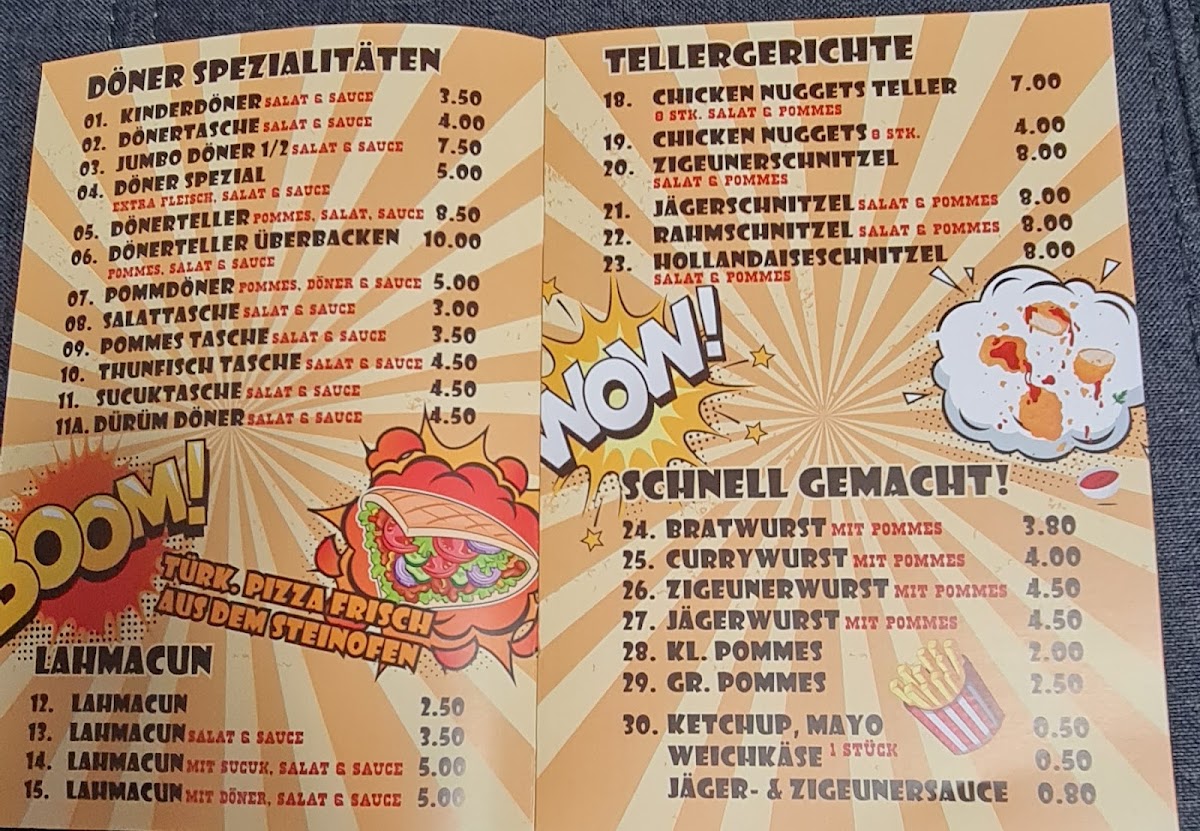 DÖNER SPEZIALITÄTEN
01. KINDERDÖNER SALAT & SAUCE 3.50
02. DÖNERTASCHE SALAT & SAUCE 4.00
03. JUMBO DÖNER 1/2 SALAT & SAUCE 7.50
04. DÖNER SPEZIAL 5.00
EXTRA FLEISCH, SALAT & SAUCE
05. DÖNERTELLER POMMES, SALAT, SAUCE 8.50
06. DÖNERTELLER ÜBERBACKEN 10.00
POMMES, SALAT & SAUCE
07. POMMDÖNER POMMES, DÖNER & SAUCE 5.00
08. SALATTASCHE SALAT & SAUCE 3.00
09. POMMES TASCHE SALAT & SAUCE 3.50
10. THUNFISCH TASCHE SALAT & SAUCE 4.50
11. SUCUKTASCHE SALAT & SAUCE 4.50
11A. DÜRÜM DÖNER SALAT & SAUCE 4.50
BOOM!
TÜRK. PIZZA FRISCH
AUS DEM STEINOFEN
LAHMACUN
12. LAHMACUN 2.50
13. LAHMACUN SALAT & SAUCE 3.50
14. LAHMACUN MIT SUCUK, SALAT & SAUCE 5.00
15. LAHMACUN MIT DÖNER, SALAT & SAUCE 5.00
TELLERGERICHTE
18. CHICKEN NUGGETS TELLER 7.00
8 STK. SALAT & POMMES
19. CHICKEN NUGGETS 8 STK. 4.00
20. ZIGEUNERSCHNITZEL 8.00
SALAT & POMMES
21. JÄGERSCHNITZEL SALAT & POMMES 8.00
22. RAHMSCHNITZEL SALAT & POMMES 8.00
23. HOLLANDAISESCHNITZEL 8.00
SALAT & POMMES
WOW!
SCHNELL GEMACHT!
24. BRATWURST MIT POMMES 3.80
25. CURRYWURST MIT POMMES 4.00
26. ZIGEUNERWURST MIT POMMES 4.50
27. JÄGERWURST MIT POMMES 4.50
28. KL. POMMES 2.00
29. GR. POMMES 2.50
30. KETCHUP, MAYO 0.50
WEICHKÄSE 1 STÜCK 0.50
JÄGER- & ZIGEUNERSAUCE 0.80